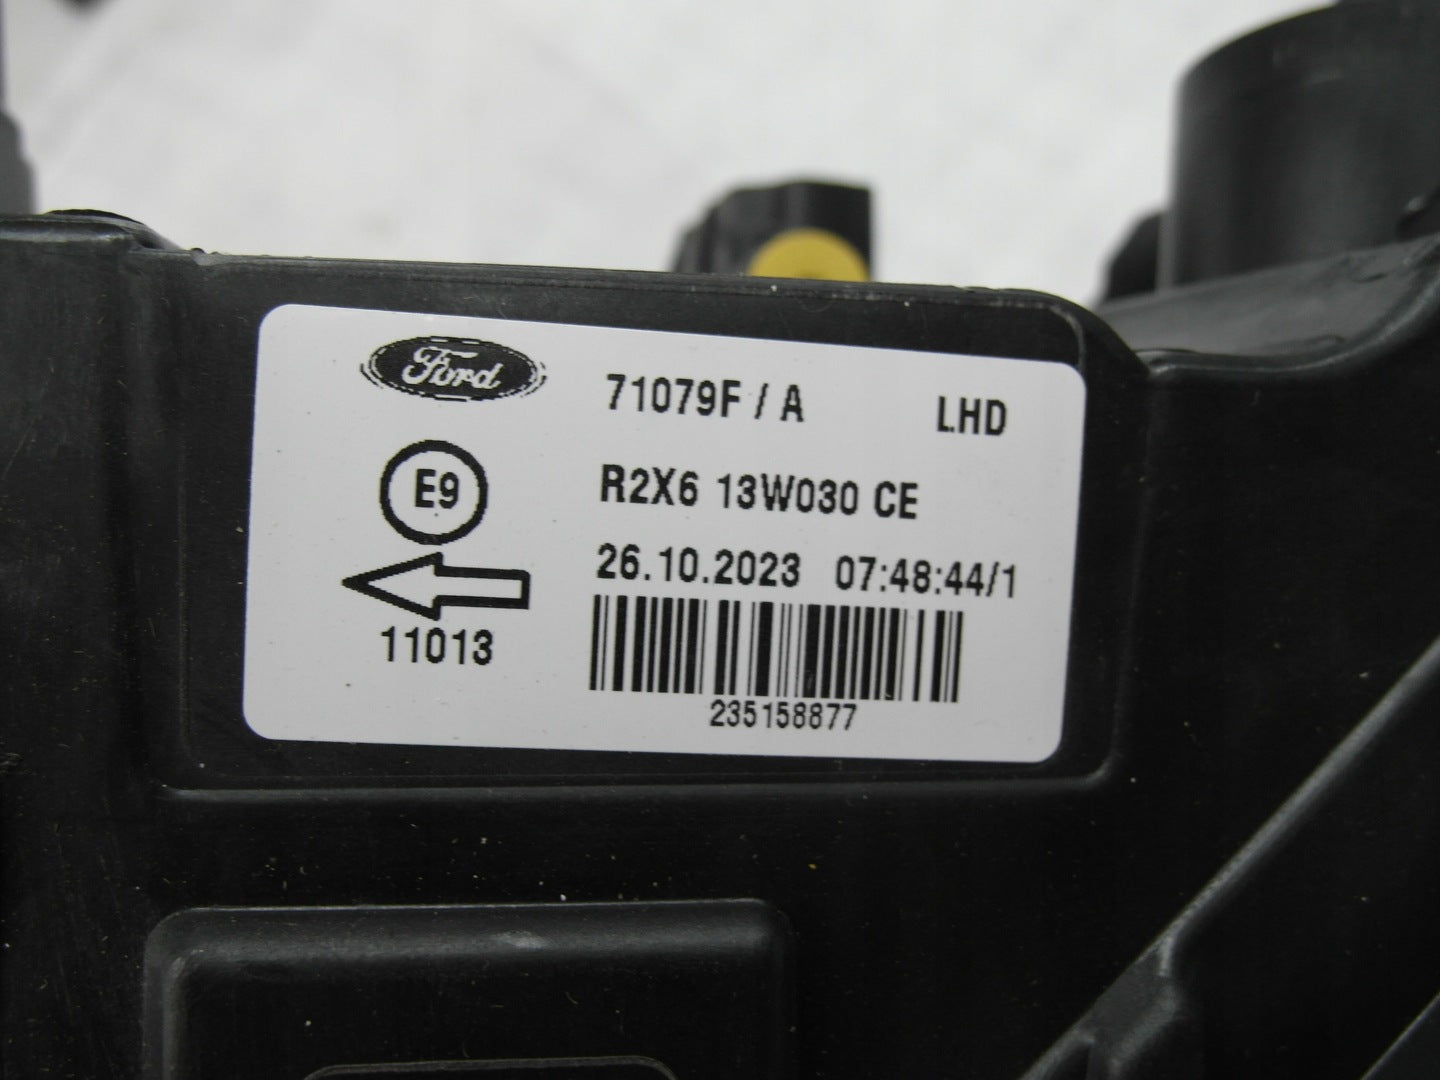 Ford
71079F / A LHD
E9
R2X6 13W030 CE
26.10.2023 07:48:44/1
11013
235158877